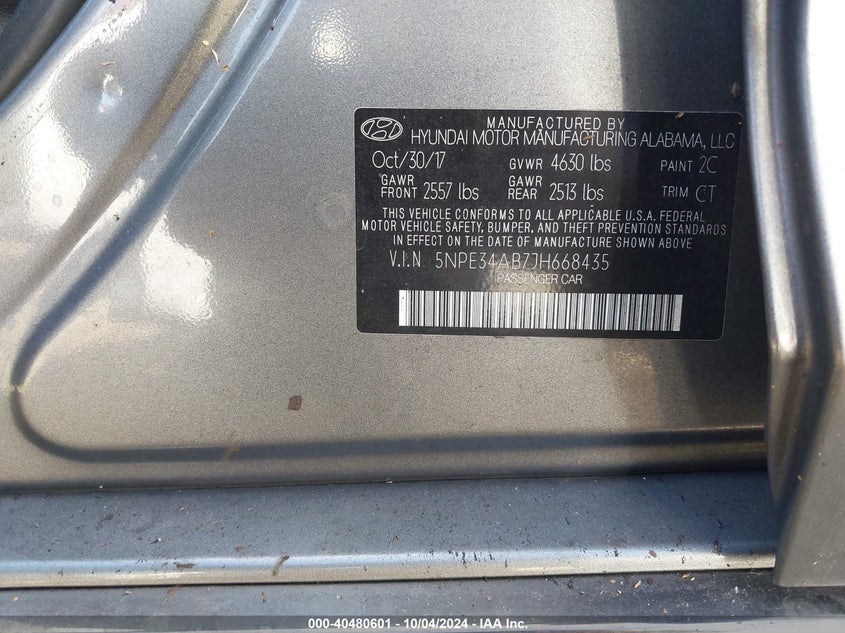 MANUFACTURED BY
HYUNDAI MOTOR MANUFACTURING ALABAMA, LLC
Oct/30/17 GVWR 4630 lbs PAINT 2C
GAWR FRONT 2557 lbs GAWR REAR 2513 lbs TRIM CT
THIS VEHICLE CONFORMS TO ALL APPLICABLE U.S.A. FEDERAL
MOTOR VEHICLE SAFETY, BUMPER, AND THEFT PREVENTION STANDARDS
IN EFFECT ON THE DATE OF MANUFACTURE SHOWN ABOVE
V.I.N 5NPE34AB7JH668435
PASSENGER CAR
000-40480601 - 10/04/2024 - IAA Inc.